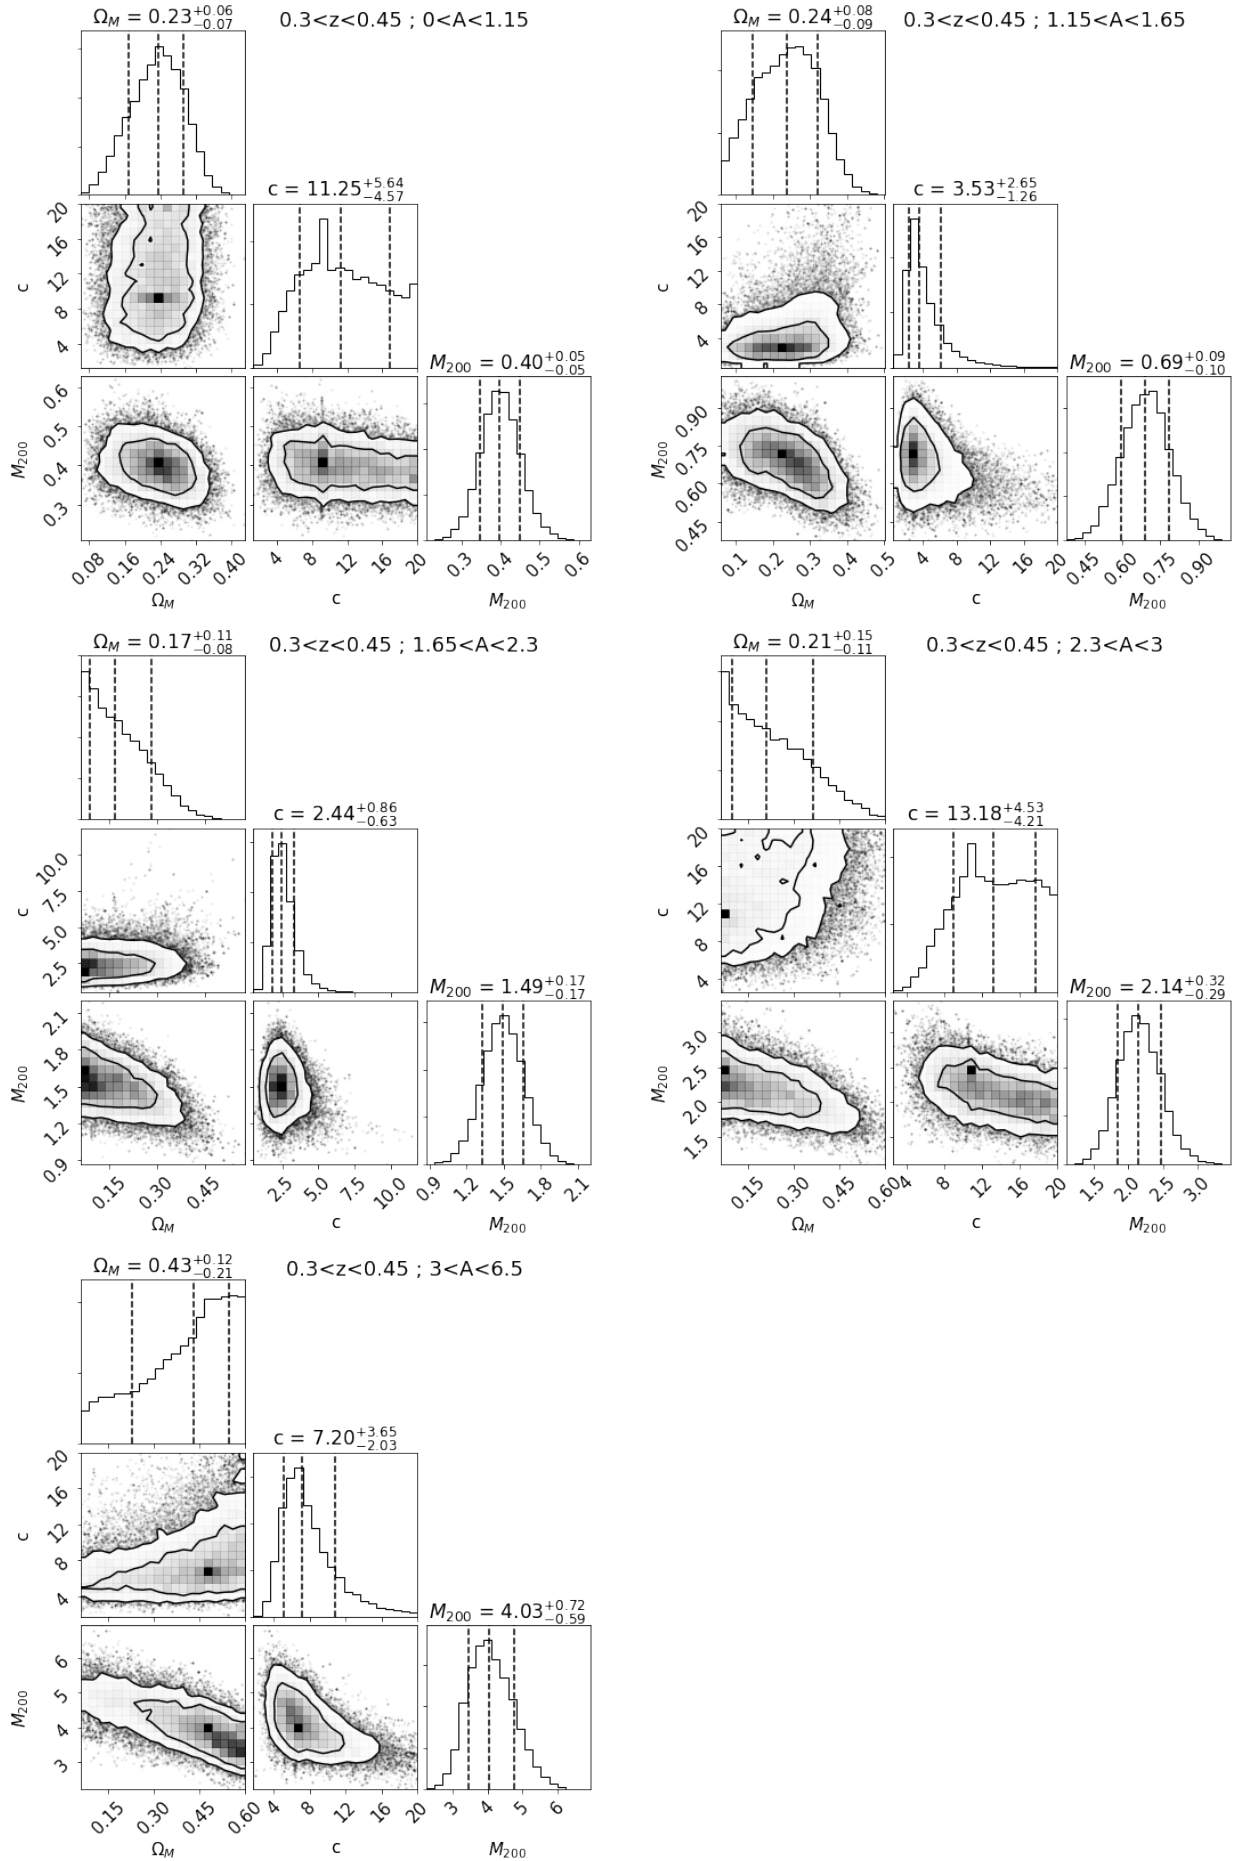 Ω_M = 0.23^{+0.06}_{-0.07}
0.3<z<0.45 ; 0<A<1.15
c = 11.25^{+5.64}_{-4.57}
M_200 = 0.40^{+0.05}_{-0.05}
20
16
12
8
4
c
0.6
0.5
0.4
0.3
M_200
0.08 0.16 0.24 0.32 0.40
Ω_M
4 8 12 16 20
c
0.3 0.4 0.5 0.6
M_200
Ω_M = 0.24^{+0.08}_{-0.09}
0.3<z<0.45 ; 1.15<A<1.65
c = 3.53^{+2.65}_{-1.26}
M_200 = 0.69^{+0.09}_{-0.10}
20
16
12
8
4
c
0.90
0.75
0.60
0.45
M_200
0.1 0.2 0.3 0.4 0.5
Ω_M
4 8 12 16 20
c
0.45 0.60 0.75 0.90
M_200
Ω_M = 0.17^{+0.11}_{-0.08}
0.3<z<0.45 ; 1.65<A<2.3
c = 2.44^{+0.86}_{-0.63}
M_200 = 1.49^{+0.17}_{-0.17}
10.0
7.5
5.0
2.5
c
2.1
1.8
1.5
1.2
0.9
M_200
0.15 0.30 0.45
Ω_M
2.5 5.0 7.5 10.0
c
0.9 1.2 1.5 1.8 2.1
M_200
Ω_M = 0.21^{+0.15}_{-0.11}
0.3<z<0.45 ; 2.3<A<3
c = 13.18^{+4.53}_{-4.21}
M_200 = 2.14^{+0.32}_{-0.29}
20
16
12
8
4
c
3.0
2.5
2.0
1.5
M_200
0.15 0.30 0.45 0.60
Ω_M
4 8 12 16 20
c
1.5 2.0 2.5 3.0
M_200
Ω_M = 0.43^{+0.12}_{-0.21}
0.3<z<0.45 ; 3<A<6.5
c = 7.20^{+3.65}_{-2.03}
M_200 = 4.03^{+0.72}_{-0.59}
20
16
12
8
4
c
6
5
4
3
M_200
0.15 0.30 0.45 0.60
Ω_M
4 8 12 16 20
c
3 4 5 6
M_200